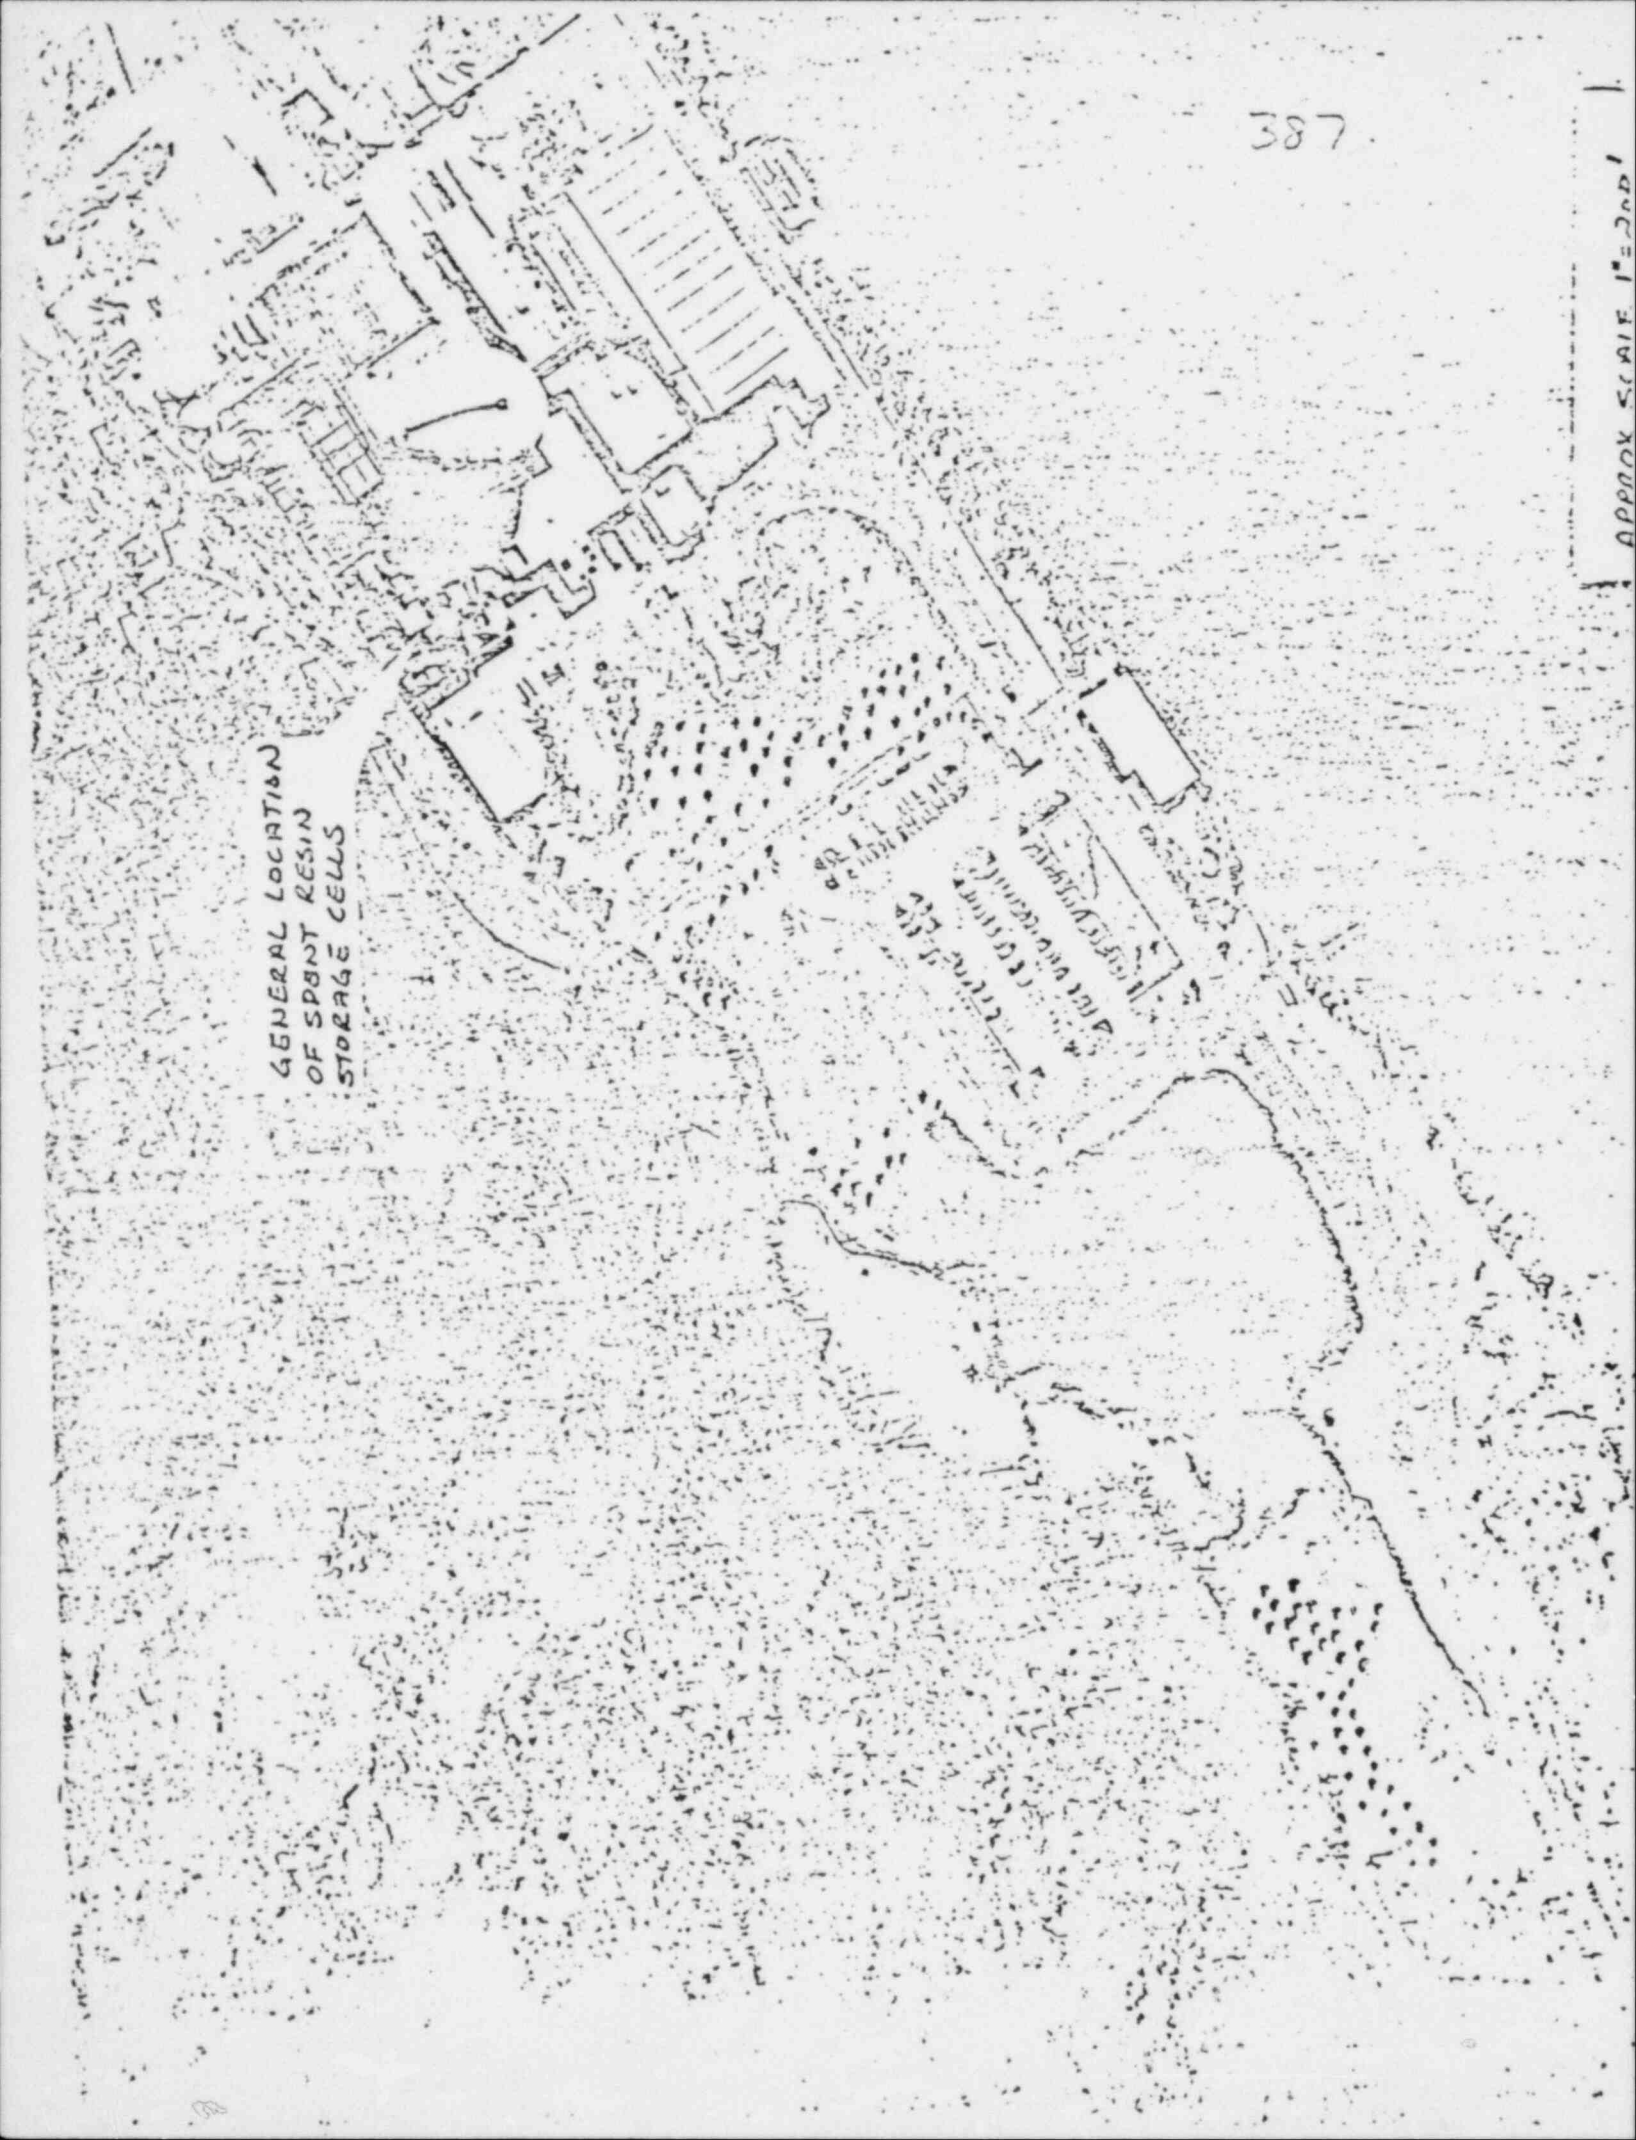 387
GENERAL LOCATION
OF SPENT RESIN
STORAGE CELLS
APPROX SCALE 1"=200'